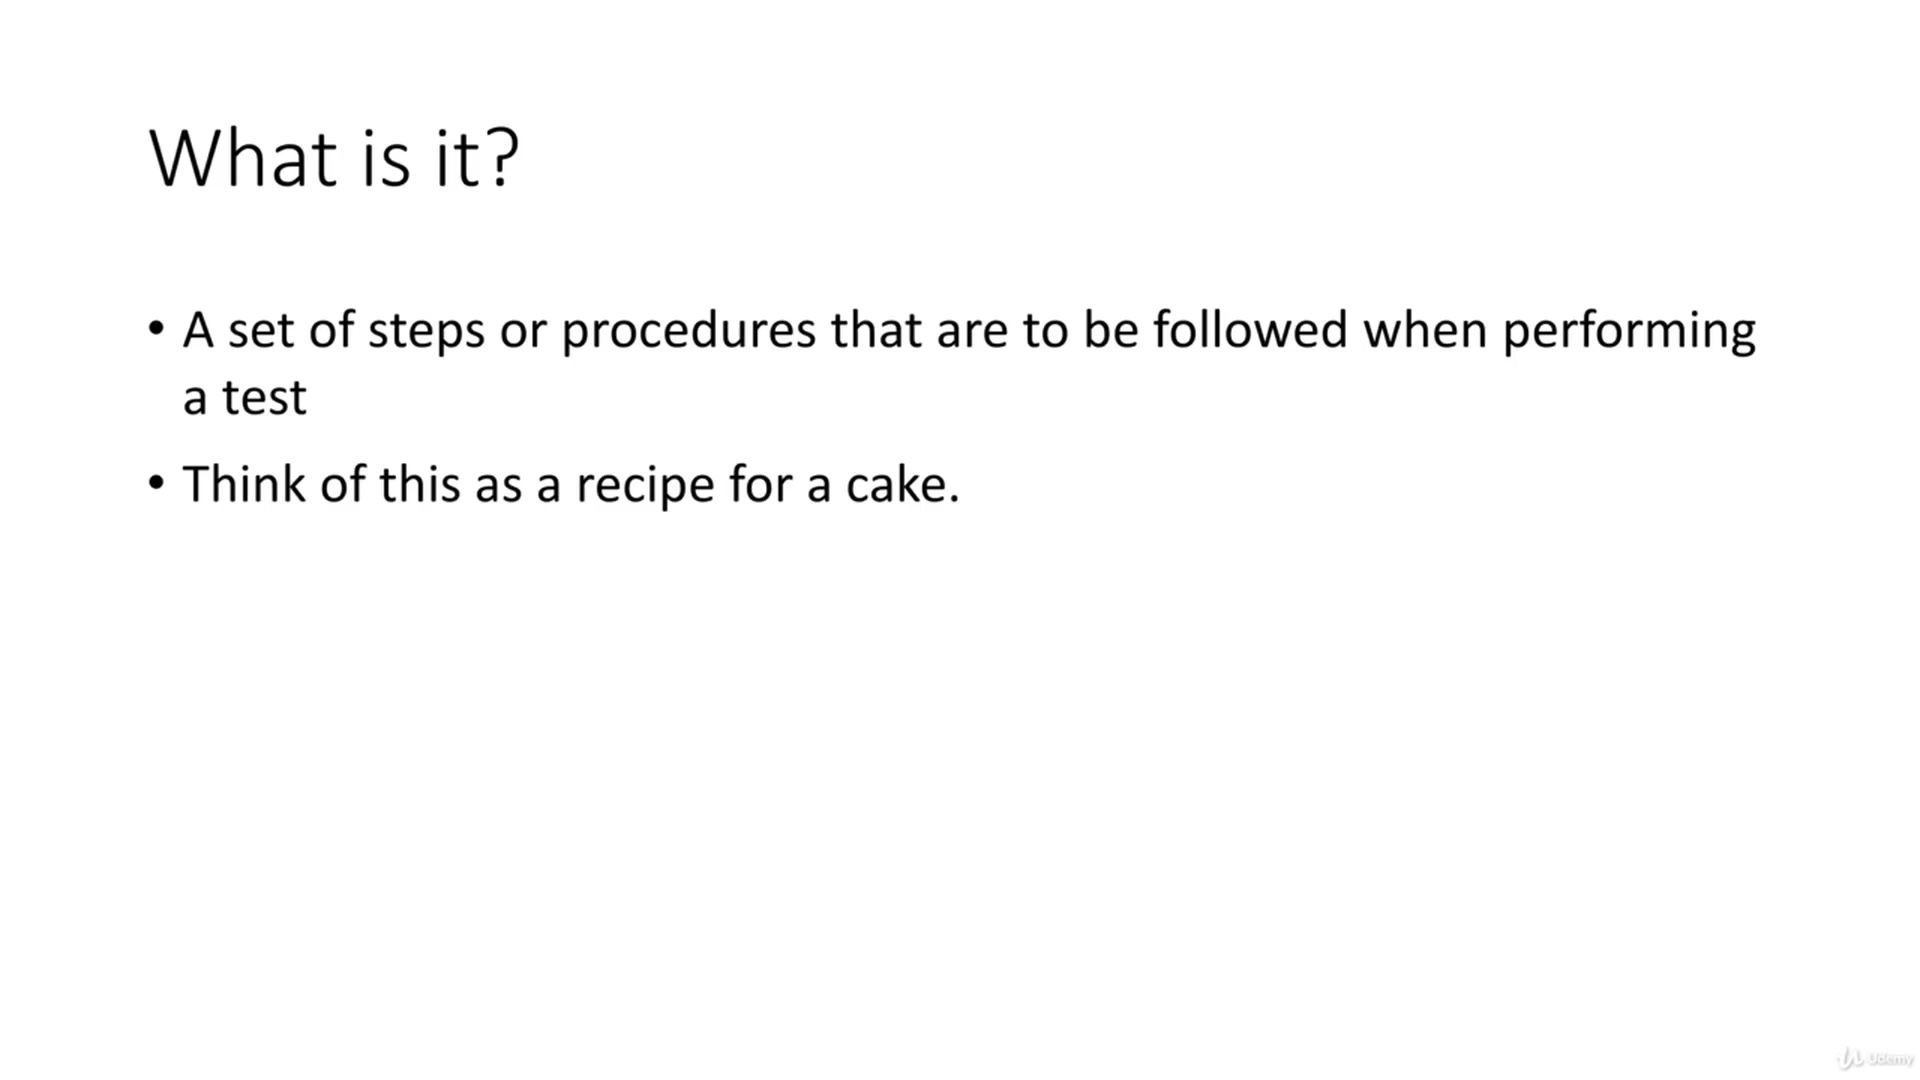 What is it?
• A set of steps or procedures that are to be followed when performing
a test
• Think of this as a recipe for a cake.
Udemy